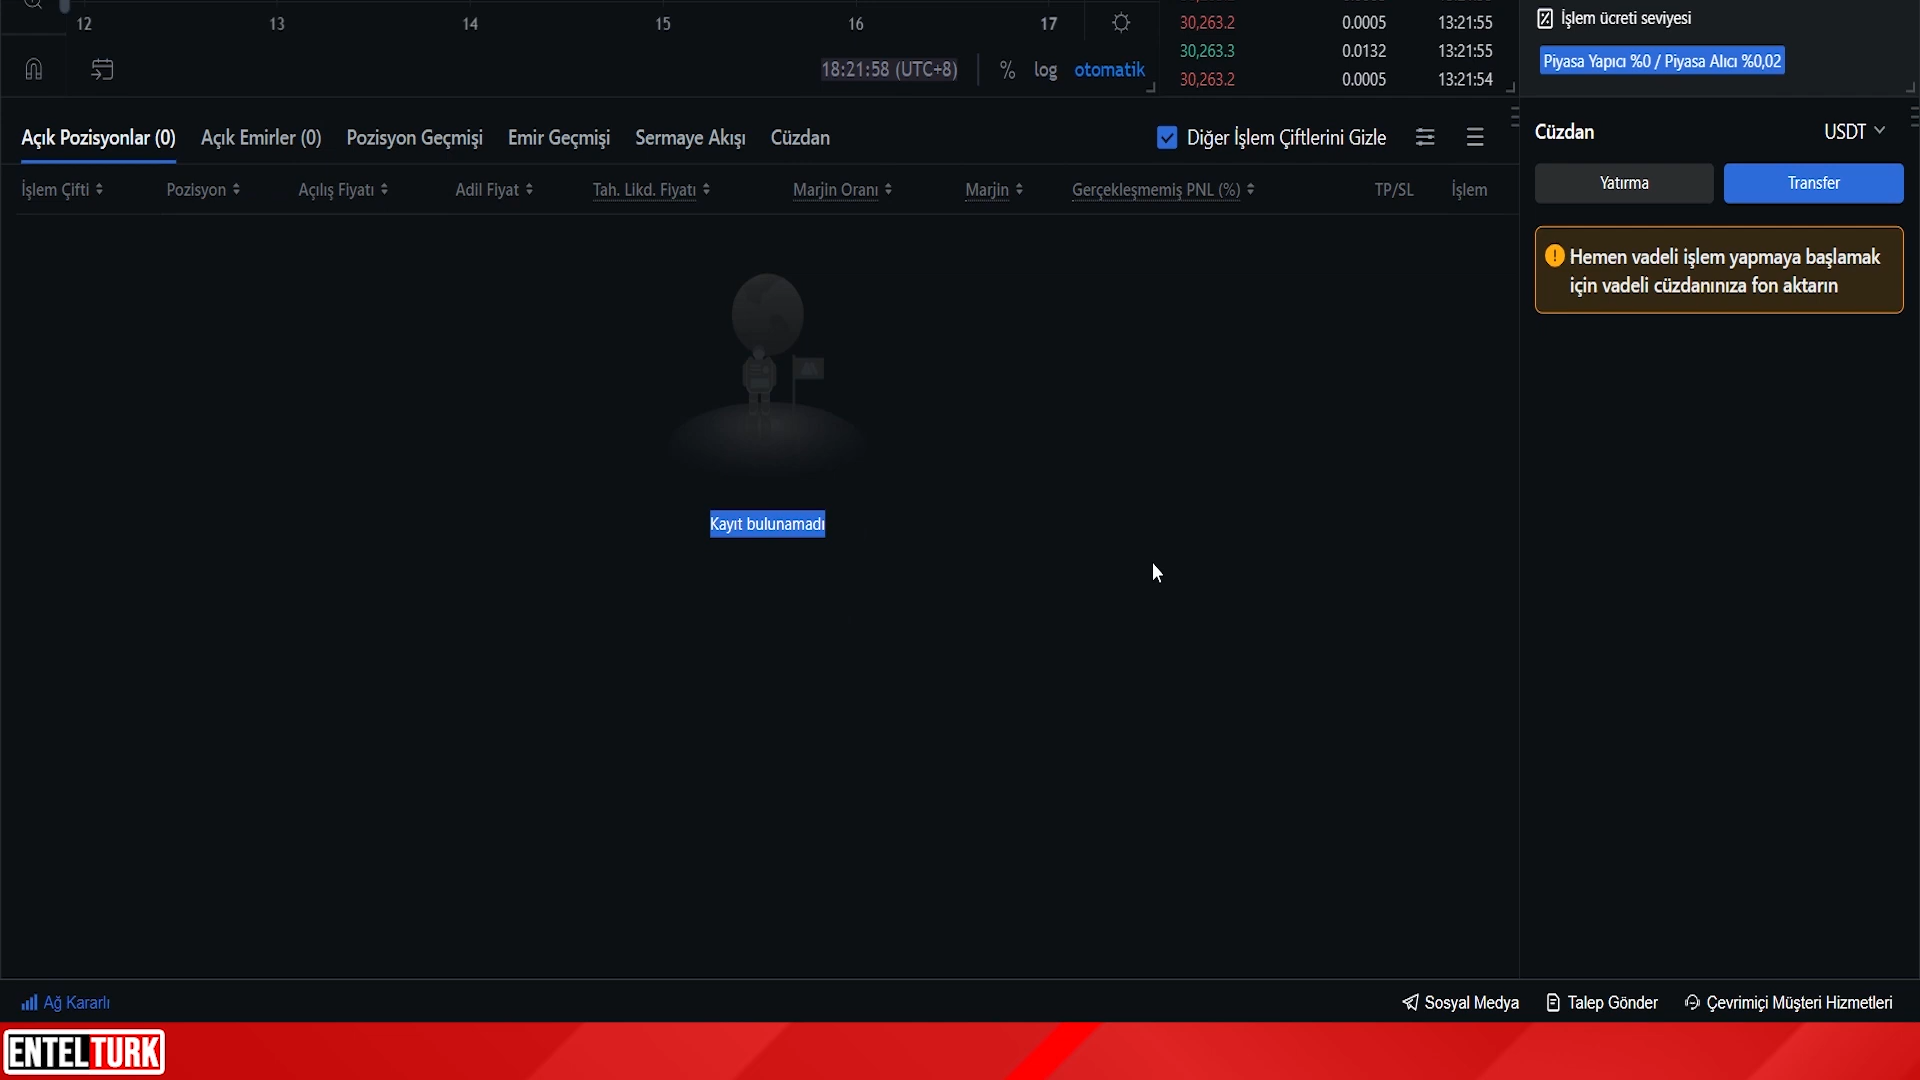 12 13 14 15 16 17
18:21:58 (UTC+8) % log otomatik
30,263.2 0.0005 13:21:55
30,263.3 0.0132 13:21:55
30,263.2 0.0005 13:21:54
İşlem ücreti seviyesi
Piyasa Yapıcı %0 / Piyasa Alıcı %0,02
Açık Pozisyonlar (0) Açık Emirler (0) Pozisyon Geçmişi Emir Geçmişi Sermaye Akışı Cüzdan
Diğer İşlem Çiftlerini Gizle
İşlem Çifti Pozisyon Açılış Fiyatı Adil Fiyat Tah. Likd. Fiyatı Marjin Oranı Marjin Gerçekleşmemiş PNL (%) TP/SL İşlem
Kayıt bulunamadı
Cüzdan USDT
Yatırma Transfer
Hemen vadeli işlem yapmaya başlamak
için vadeli cüzdanınıza fon aktarın
Ağ Kararlı
Sosyal Medya Talep Gönder Çevrimiçi Müşteri Hizmetleri
ENTELTURK